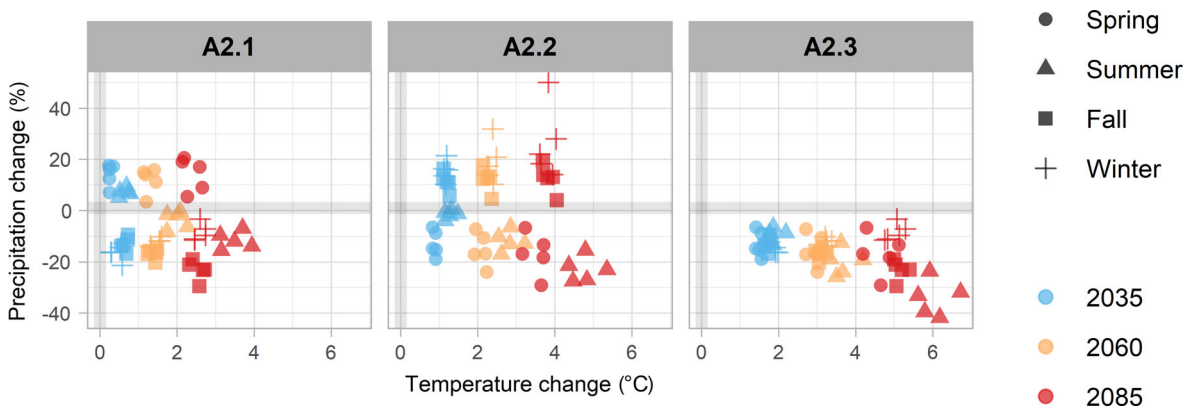 A2.1 A2.2 A2.3
Precipitation change (%)
40
20
0
-20
-40
0 2 4 6 0 2 4 6 0 2 4 6
Temperature change (°C)
Spring
Summer
Fall
Winter
2035
2060
2085